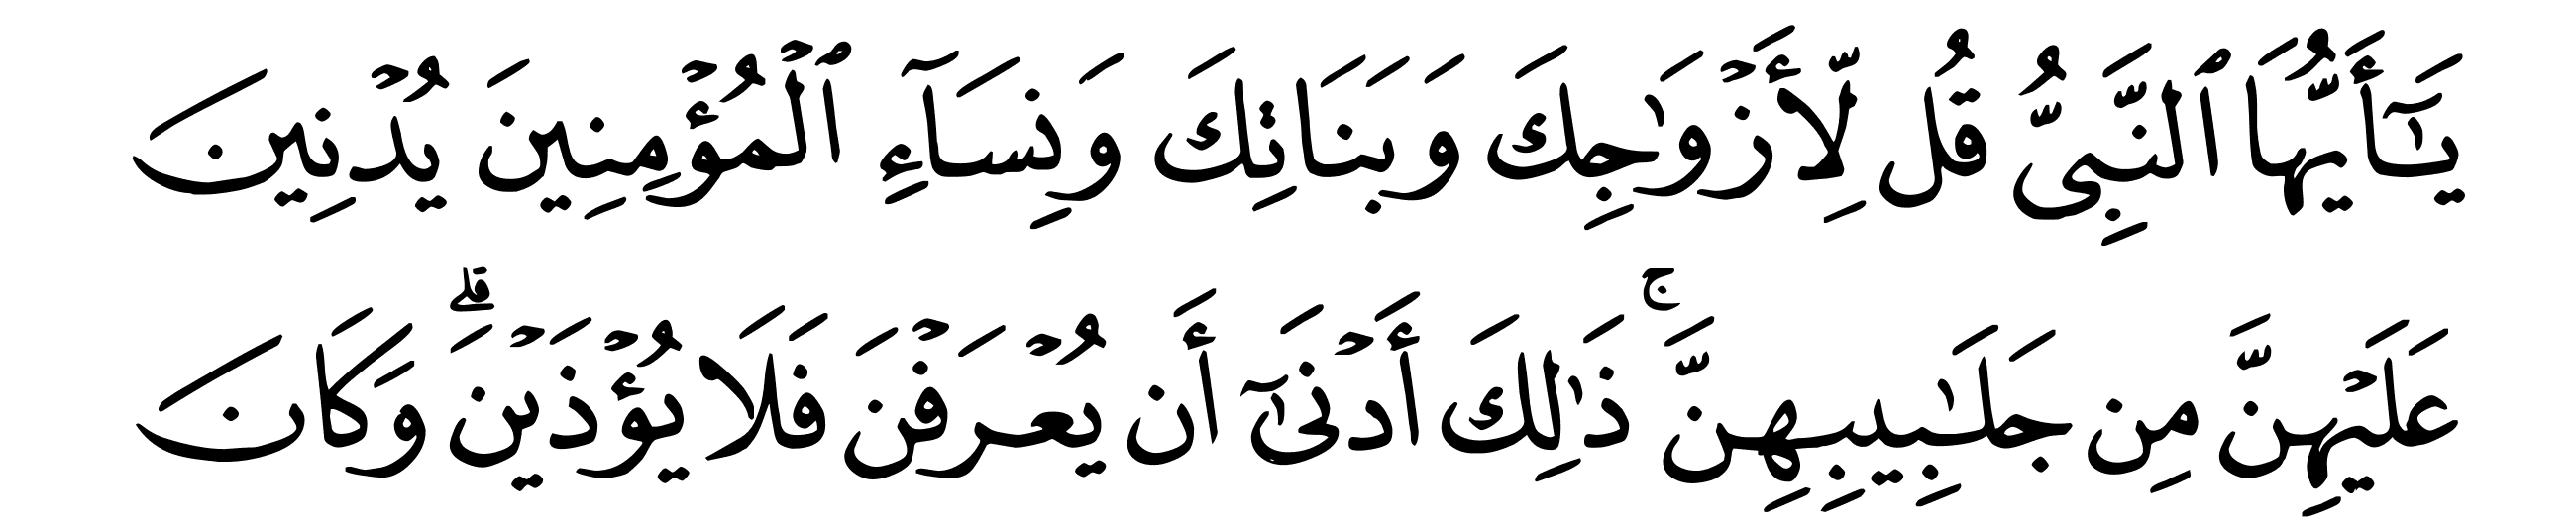 يَـٰٓأَيُّهَا ٱلنَّبِىُّ قُل لِّأَزۡوَٰجِكَ وَبَنَاتِكَ وَنِسَآءِ ٱلۡمُؤۡمِنِينَ يُدۡنِينَ
عَلَيۡهِنَّ مِن جَلَـٰبِيبِهِنَّۚ ذَٰلِكَ أَدۡنَىٰٓ أَن يُعۡرَفۡنَ فَلَا يُؤۡذَيۡنَۗ وَكَانَ